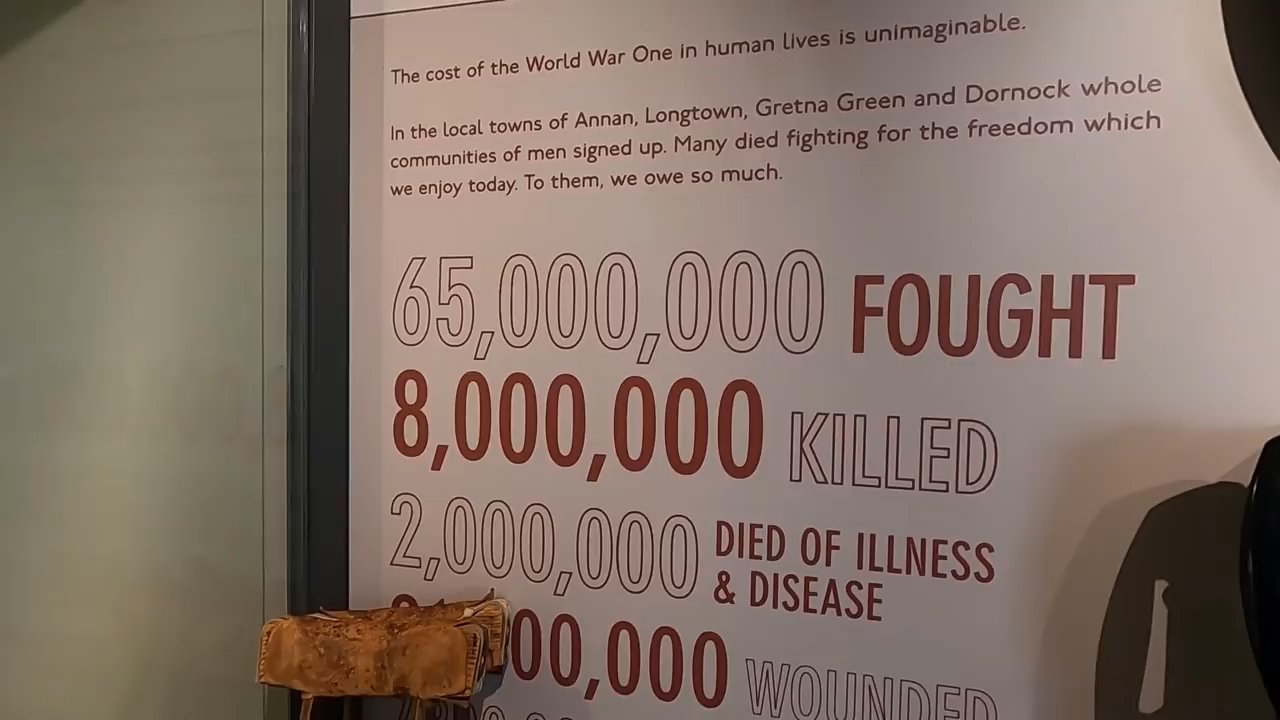 The cost of the World War One in human lives is unimaginable.
In the local towns of Annan, Longtown, Gretna Green and Dornock whole
communities of men signed up. Many died fighting for the freedom which
we enjoy today. To them, we owe so much.
65,000,000 FOUGHT
8,000,000 KILLED
2,000,000 DIED OF ILLNESS
& DISEASE
WOUNDED